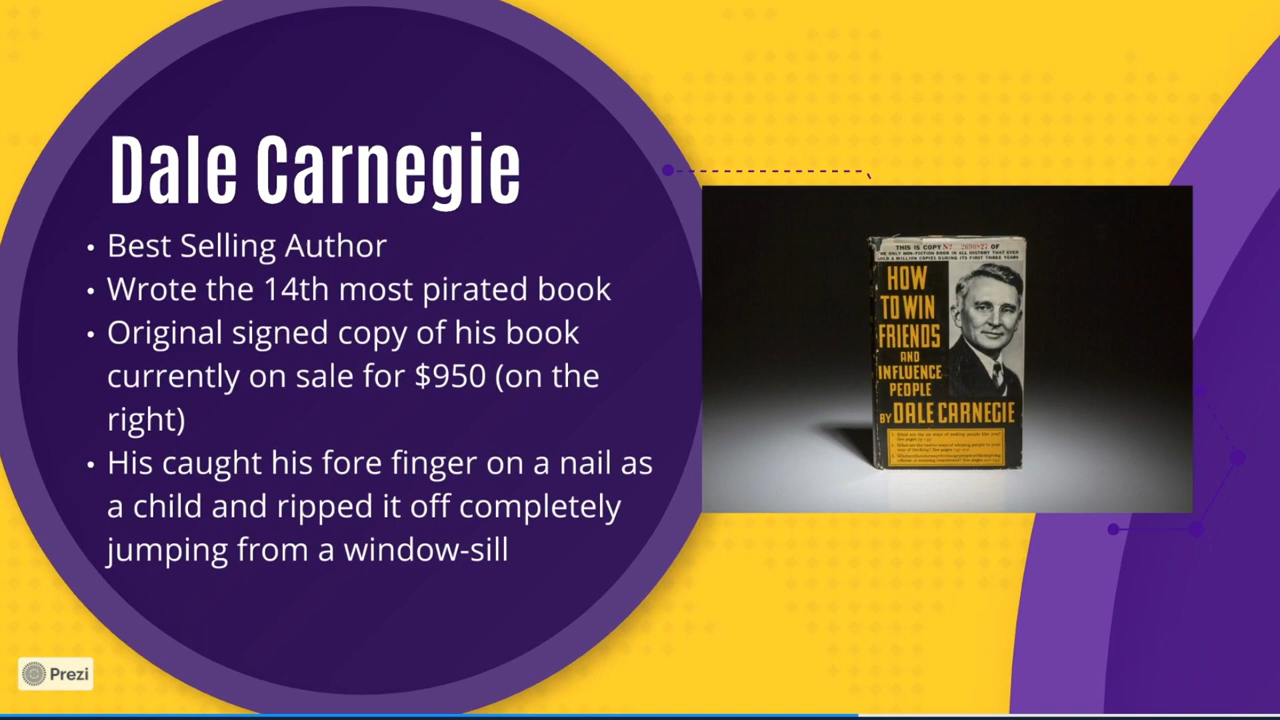 Dale Carnegie
• Best Selling Author
• Wrote the 14th most pirated book
• Original signed copy of his book
currently on sale for $950 (on the
right)
• His caught his fore finger on a nail as
a child and ripped it off completely
jumping from a window-sill
THIS IS COPY Nº OF
HOW
TO WIN
FRIENDS
AND
INFLUENCE
PEOPLE
BY DALE CARNEGIE
Prezi